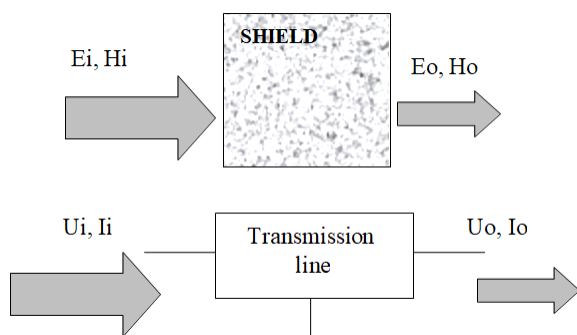 SHIELD
Ei, Hi
Eo, Ho
Ui, Ii
Uo, Io
Transmission
line